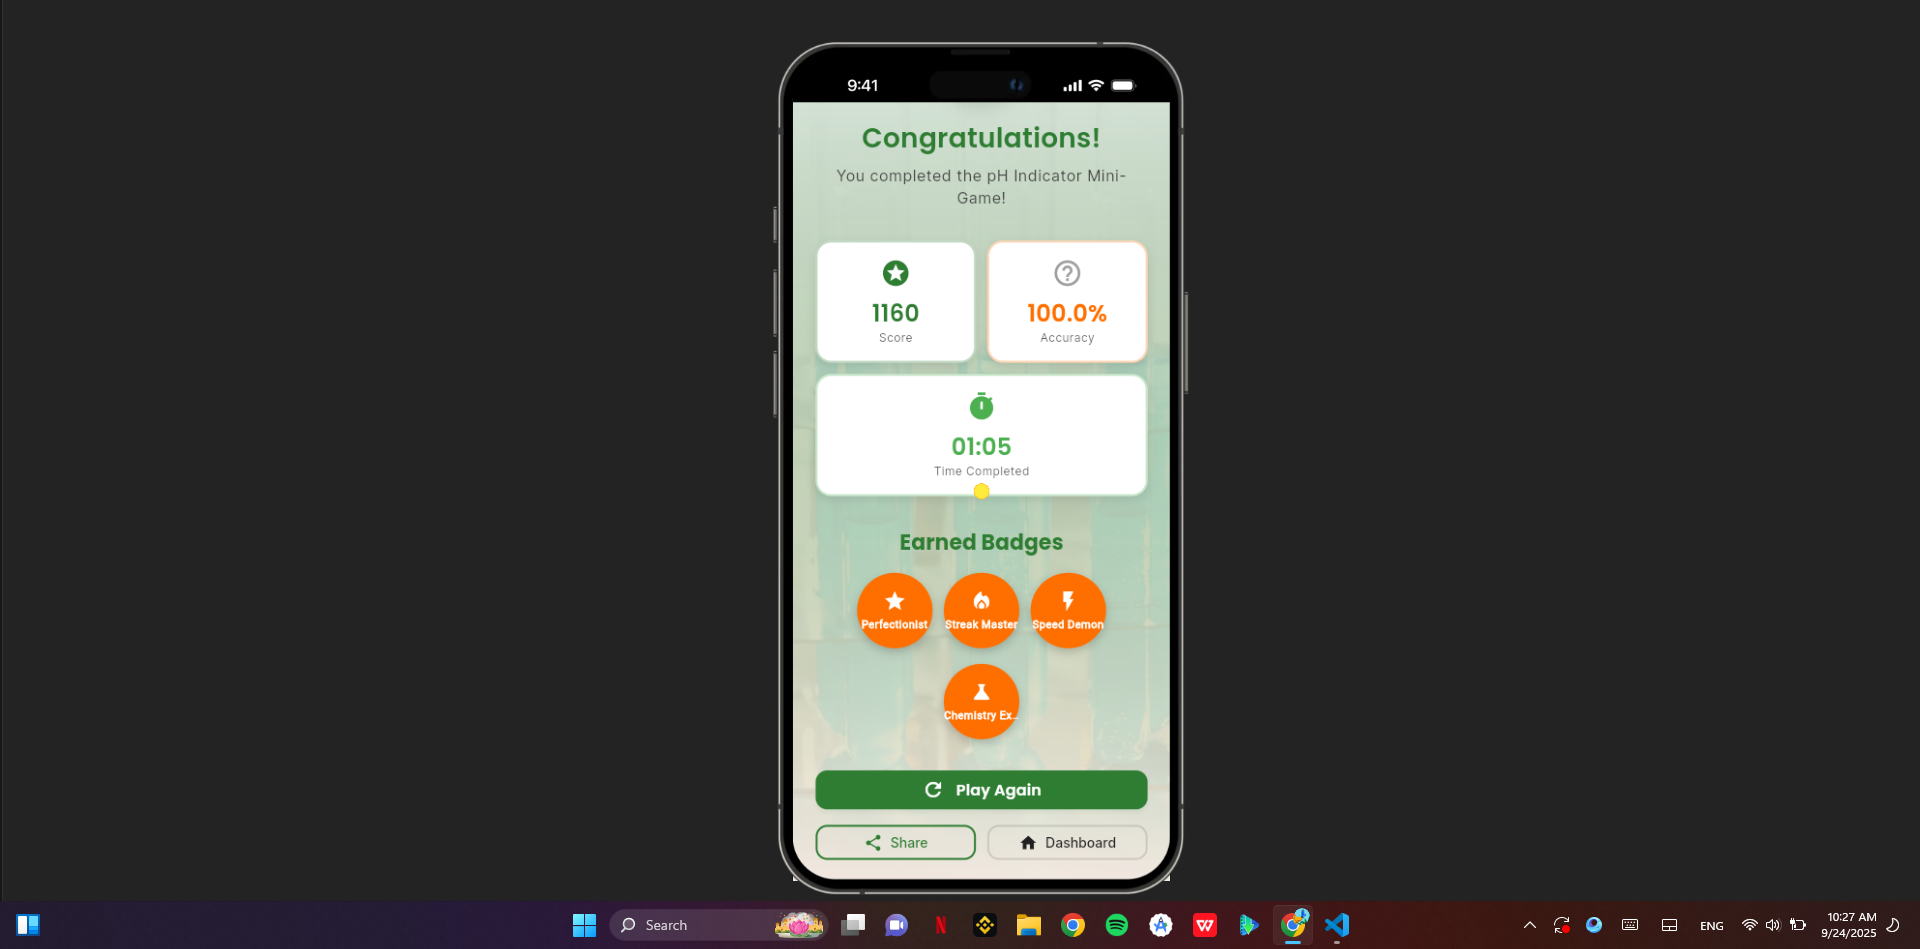 9:41
Congratulations!
You completed the pH Indicator Mini-
Game!
1160
Score
100.0%
Accuracy
01:05
Time Completed
Earned Badges
Perfectionist
Streak Master
Speed Demon
Chemistry Ex...
Play Again
Share
Dashboard
Search
ENG
10:27 AM
9/24/2025